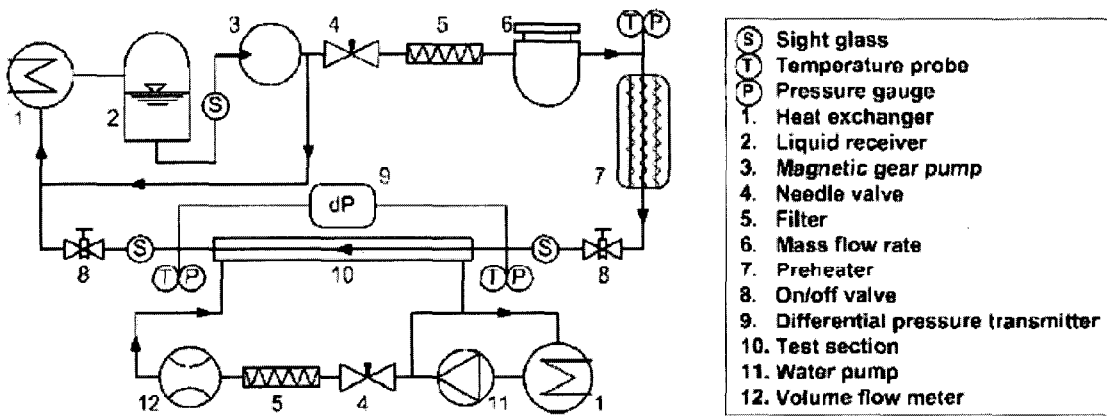 3
4
5
6
T P
S
1
2
7
9
dP
S
S
8
T P
10
T P
8
12
5
4
11
1
S Sight glass
T Temperature probe
P Pressure gauge
1. Heat exchanger
2. Liquid receiver
3. Magnetic gear pump
4. Needle valve
5. Filter
6. Mass flow rate
7. Preheater
8. On/off valve
9. Differential pressure transmitter
10. Test section
11. Water pump
12. Volume flow meter